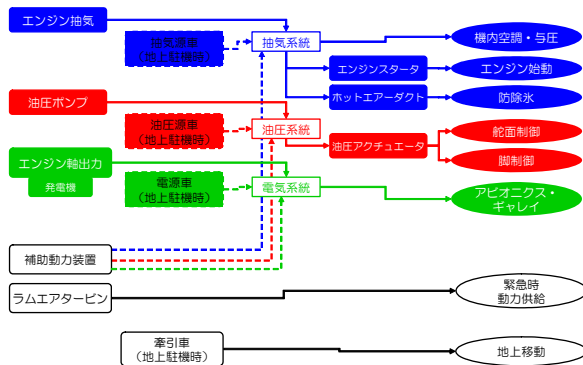 エンジン抽気
抽気源車
(地上駐機時)
抽気系統
機内空調・与圧
エンジンスタータ
エンジン始動
ホットエアーダクト
防除氷
油圧ポンプ
油圧源車
(地上駐機時)
油圧系統
油圧アクチュエータ
舵面制御
脚制御
エンジン軸出力
発電機
電源車
(地上駐機時)
電気系統
アビオニクス・
ギャレイ
補助動力装置
ラムエアタービン
緊急時
動力供給
牽引車
(地上駐機時)
地上移動